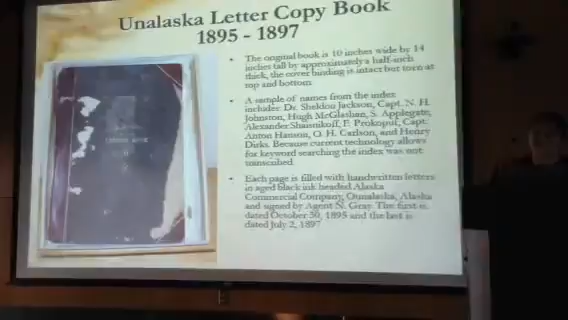 Unalaska Letter Copy Book
1895 - 1897
• The original book is 10 inches wide by 14
inches tall by approximately a half-inch
thick, the cover binding is intact but torn at
top and bottom
• A sample of names from the index
includes: Dr. Sheldon Jackson, Capt. N. H.
Johnston, Hugh McGlashan, S. Applegate,
Alexander Shaisnikoff, F. Prokopiif, Capt.
Anton Hanson, O. H. Carlson, and Henry
Dirks. Because current technology allows
for keyword searching the index was not
transcribed
• Each page is filled with handwritten letters
in aged black ink headed Alaska
Commercial Company, Ounalaska, Alaska
and signed by Agent N. Gray. The first is
dated October 30, 1895 and the last is
dated July 2, 1897